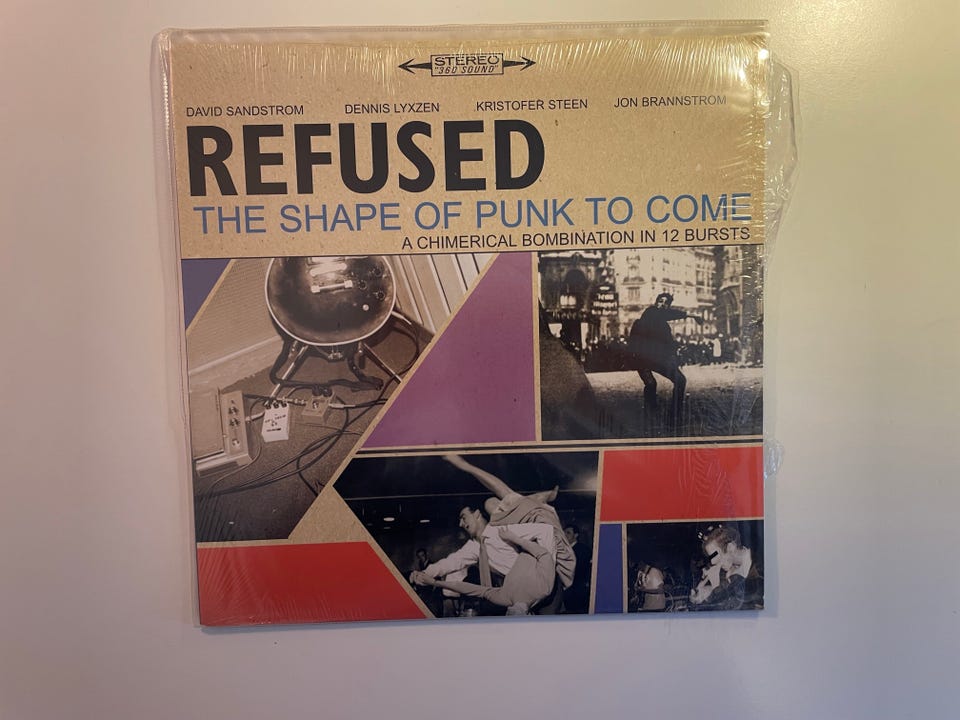 STEREO
"360 SOUND"
DAVID SANDSTROM DENNIS LYXZEN KRISTOFER STEEN JON BRANNSTROM
REFUSED
THE SHAPE OF PUNK TO COME
A CHIMERICAL BOMBINATION IN 12 BURSTS